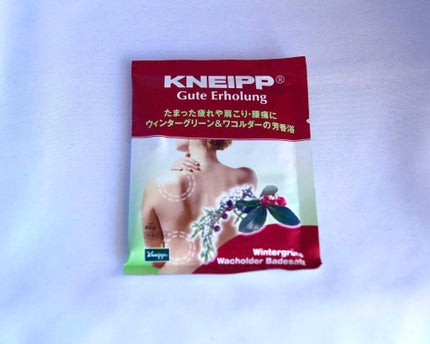 KNEIPP®
Gute Erholung
たまった疲れや肩こり・腰痛に
ウィンターグリーン&ワコルダーの芳香浴
Kneipp
Wintergrün
Wacholder Badesalz